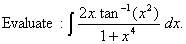 Evaluate : ∫ 2x.tan⁻¹(x²) / 1 + x⁴ dx.